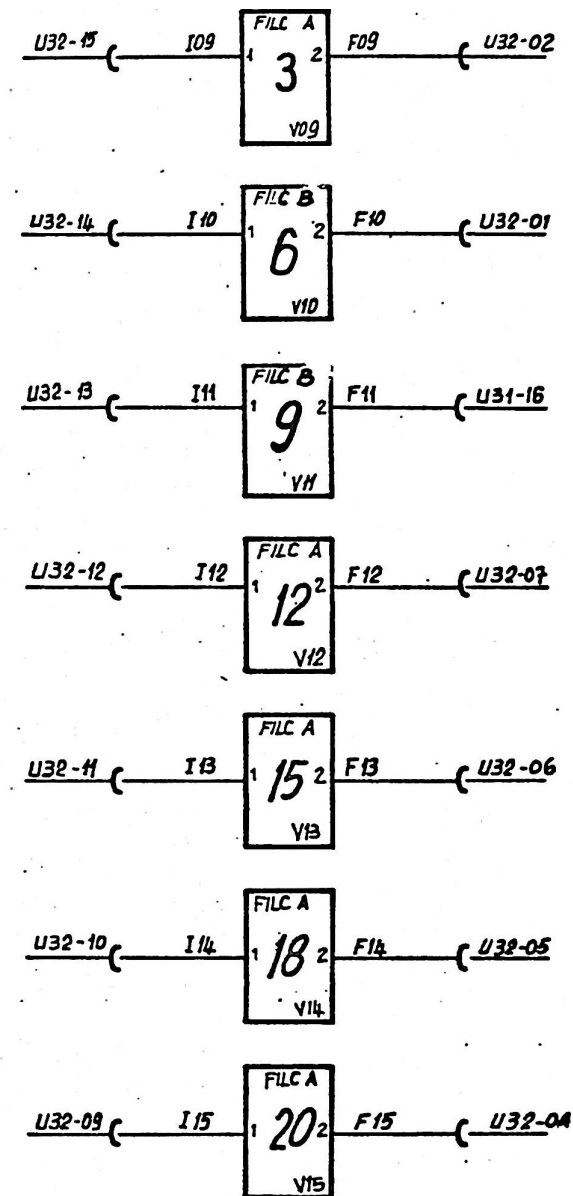 FILC A
U32-15 I09 1 3 2 F09 U32-02
V09
FILC B
U32-14 I10 1 6 2 F10 U32-01
V10
FILC B
U32-13 I11 1 9 2 F11 U31-16
V11
FILC A
U32-12 I12 1 12 2 F12 U32-07
V12
FILC A
U32-11 I13 1 15 2 F13 U32-06
V13
FILC A
U32-10 I14 1 18 2 F14 U32-05
V14
FILC A
U32-09 I15 1 20 2 F15 U32-04
V15